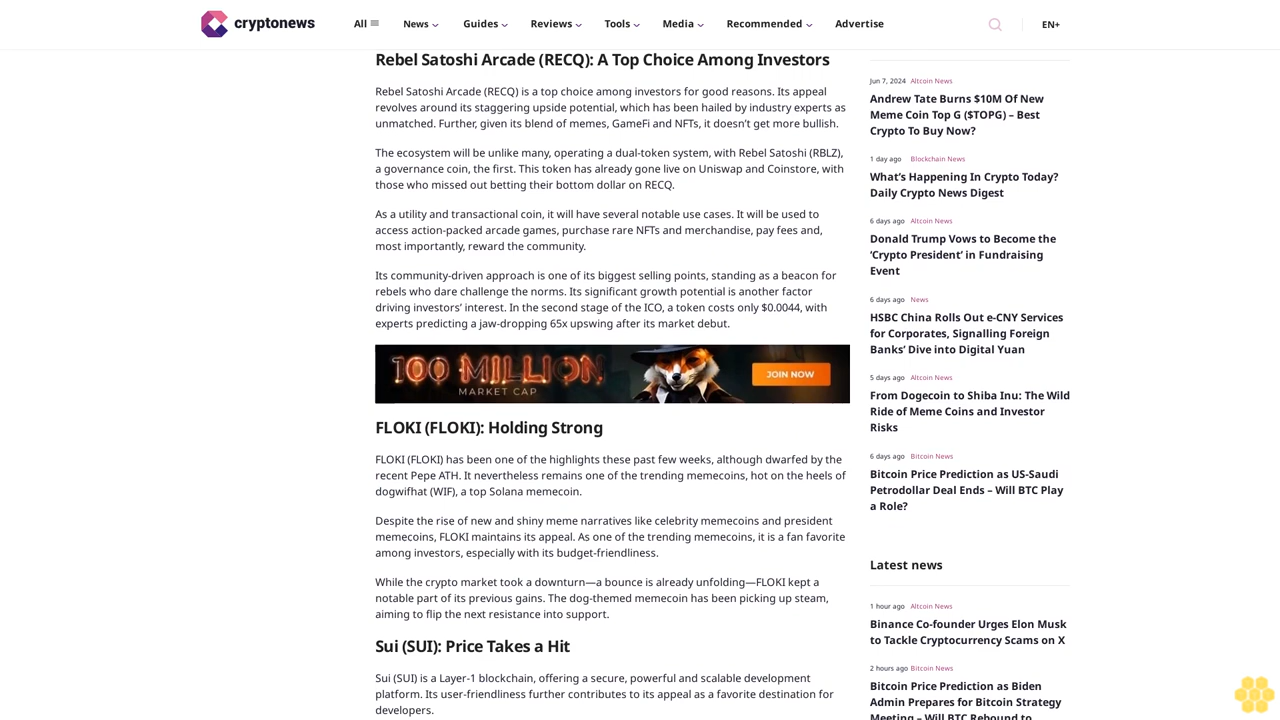 cryptonews
All
News
Guides
Reviews
Tools
Media
Recommended
Advertise
EN+
Rebel Satoshi Arcade (RECQ): A Top Choice Among Investors
Rebel Satoshi Arcade (RECQ) is a top choice among investors for good reasons. Its appeal
revolves around its staggering upside potential, which has been hailed by industry experts as
unmatched. Further, given its blend of memes, GameFi and NFTs, it doesn’t get more bullish.
The ecosystem will be unlike many, operating a dual-token system, with Rebel Satoshi (RBLZ),
a governance coin, the first. This token has already gone live on Uniswap and Coinstore, with
those who missed out betting their bottom dollar on RECQ.
As a utility and transactional coin, it will have several notable use cases. It will be used to
access action-packed arcade games, purchase rare NFTs and merchandise, pay fees and,
most importantly, reward the community.
Its community-driven approach is one of its biggest selling points, standing as a beacon for
rebels who dare challenge the norms. Its significant growth potential is another factor
driving investors’ interest. In the second stage of the ICO, a token costs only $0.0044, with
experts predicting a jaw-dropping 65x upswing after its market debut.
100 MILLION
MARKET CAP
JOIN NOW
FLOKI (FLOKI): Holding Strong
FLOKI (FLOKI) has been one of the highlights these past few weeks, although dwarfed by the
recent Pepe ATH. It nevertheless remains one of the trending memecoins, hot on the heels of
dogwifhat (WIF), a top Solana memecoin.
Despite the rise of new and shiny meme narratives like celebrity memecoins and president
memecoins, FLOKI maintains its appeal. As one of the trending memecoins, it is a fan favorite
among investors, especially with its budget-friendliness.
While the crypto market took a downturn—a bounce is already unfolding—FLOKI kept a
notable part of its previous gains. The dog-themed memecoin has been picking up steam,
aiming to flip the next resistance into support.
Sui (SUI): Price Takes a Hit
Sui (SUI) is a Layer-1 blockchain, offering a secure, powerful and scalable development
platform. Its user-friendliness further contributes to its appeal as a favorite destination for
developers.
Jun 7, 2024 Altcoin News
Andrew Tate Burns $10M Of New
Meme Coin Top G ($TOPG) – Best
Crypto To Buy Now?
1 day ago Blockchain News
What’s Happening In Crypto Today?
Daily Crypto News Digest
6 days ago Altcoin News
Donald Trump Vows to Become the
‘Crypto President’ in Fundraising
Event
6 days ago News
HSBC China Rolls Out e-CNY Services
for Corporates, Signalling Foreign
Banks’ Dive into Digital Yuan
5 days ago Altcoin News
From Dogecoin to Shiba Inu: The Wild
Ride of Meme Coins and Investor
Risks
6 days ago Bitcoin News
Bitcoin Price Prediction as US-Saudi
Petrodollar Deal Ends – Will BTC Play
a Role?
Latest news
1 hour ago Altcoin News
Binance Co-founder Urges Elon Musk
to Tackle Cryptocurrency Scams on X
2 hours ago Bitcoin News
Bitcoin Price Prediction as Biden
Admin Prepares for Bitcoin Strategy
Meeting – Will BTC Rebound to